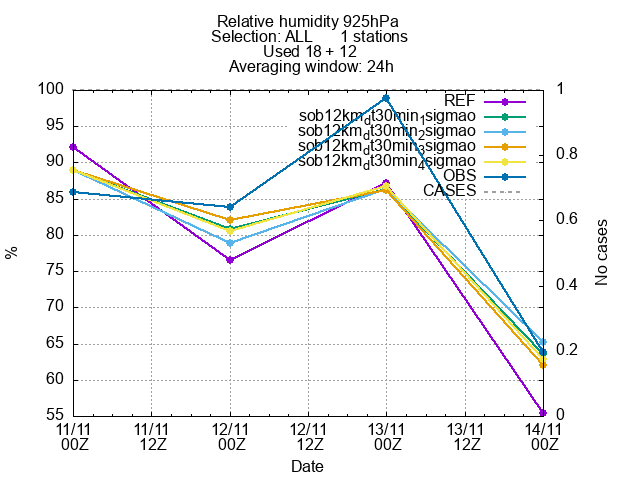 Relative humidity 925hPa
Selection: ALL 1 stations
Used 18 + 12
Averaging window: 24h
REF
sob12km_dt30min_1sigmao
sob12km_dt30min_2sigmao
sob12km_dt30min_3sigmao
sob12km_dt30min_4sigmao
OBS
CASES
100
95
90
85
80
75
70
65
60
55
%
1
0.8
0.6
0.4
0.2
0
No cases
11/11 11/11 12/11 12/11 13/11 13/11 14/11
00Z 12Z 00Z 12Z 00Z 12Z 00Z
Date